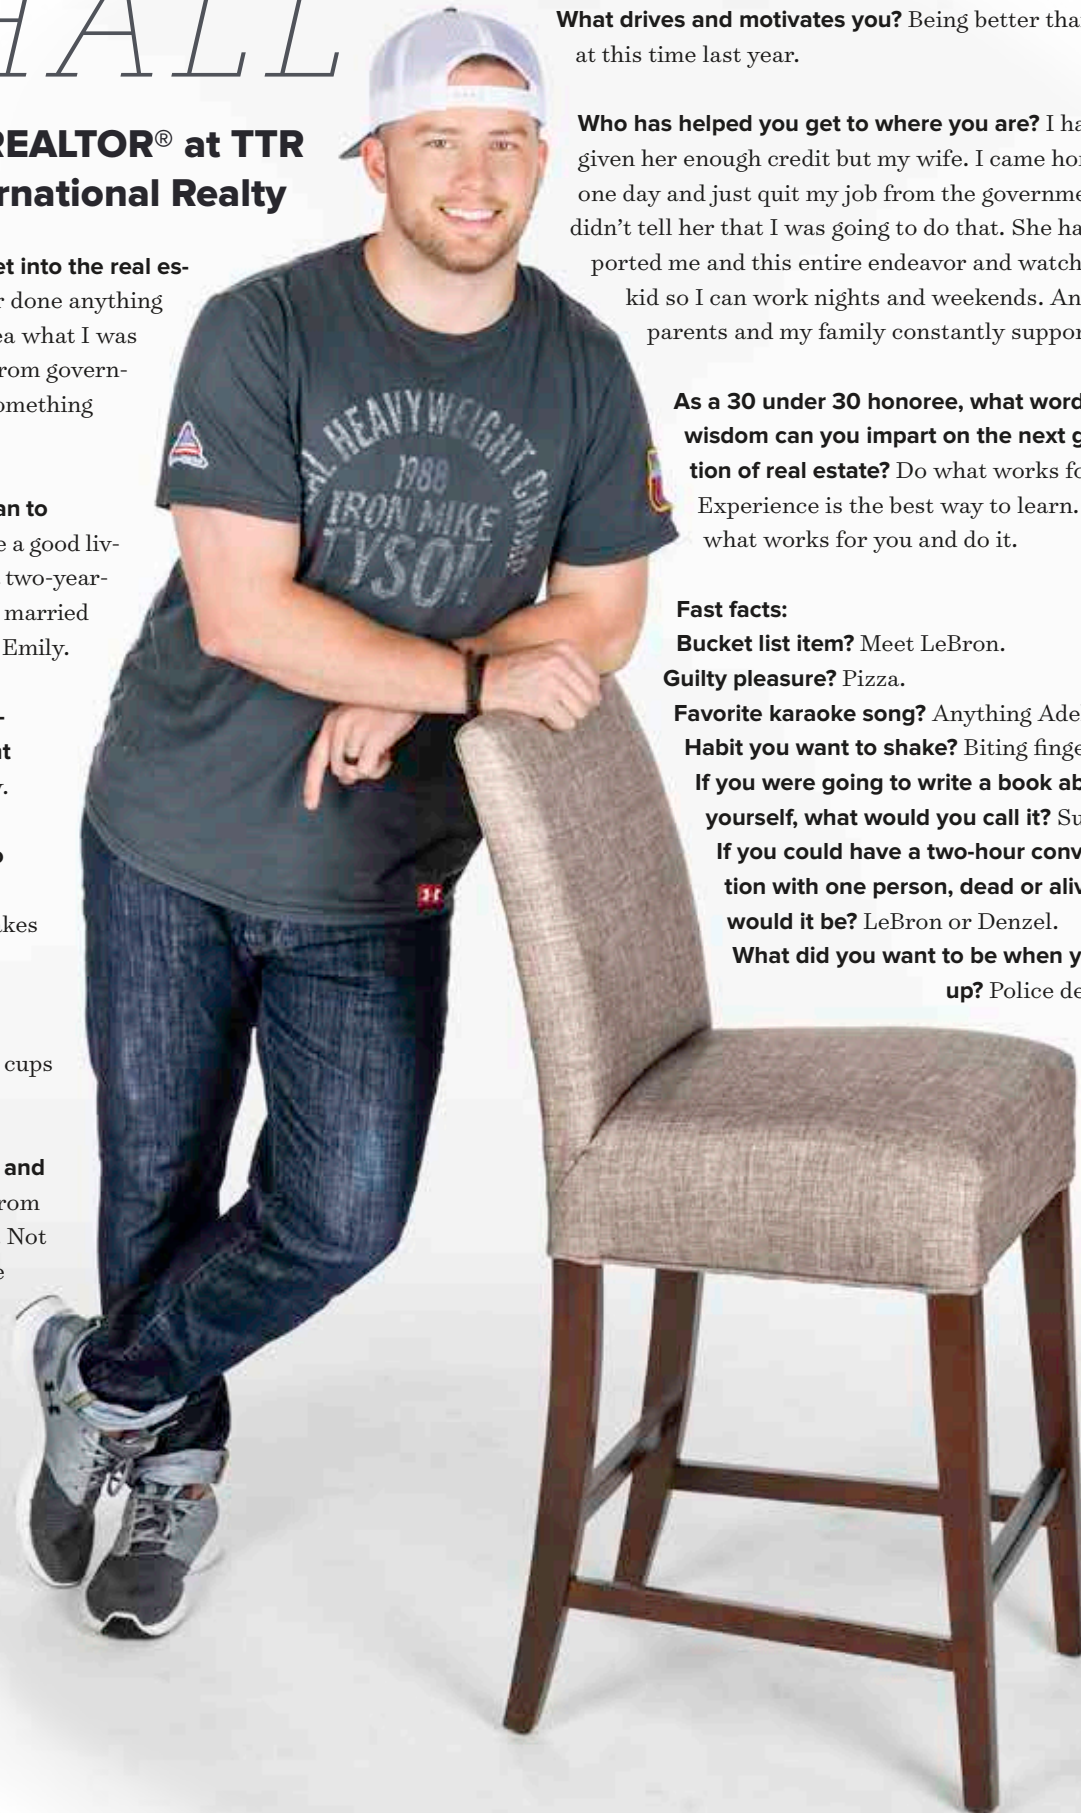 HALL
REALTOR® at TTR
rnational Realty
et into the real es-
r done anything
ea what I was
rom govern-
omething
an to
e a good liv-
two-year-
married
Emily.
-
nt
y.
o
akes
cups
and
rom
Not
e
What drives and motivates you? Being better than
at this time last year.
Who has helped you get to where you are? I ha
given her enough credit but my wife. I came hom
one day and just quit my job from the governme
didn't tell her that I was going to do that. She ha
ported me and this entire endeavor and watch
kid so I can work nights and weekends. An
parents and my family constantly suppor
As a 30 under 30 honoree, what word
wisdom can you impart on the next g
tion of real estate? Do what works fo
Experience is the best way to learn.
what works for you and do it.
Fast facts:
Bucket list item? Meet LeBron.
Guilty pleasure? Pizza.
Favorite karaoke song? Anything Ade
Habit you want to shake? Biting finge
If you were going to write a book ab
yourself, what would you call it? Su
If you could have a two-hour conv
tion with one person, dead or aliv
would it be? LeBron or Denzel.
What did you want to be when y
up? Police de
HEAVYWEIGHT
1988
IRON MIKE
TYSON